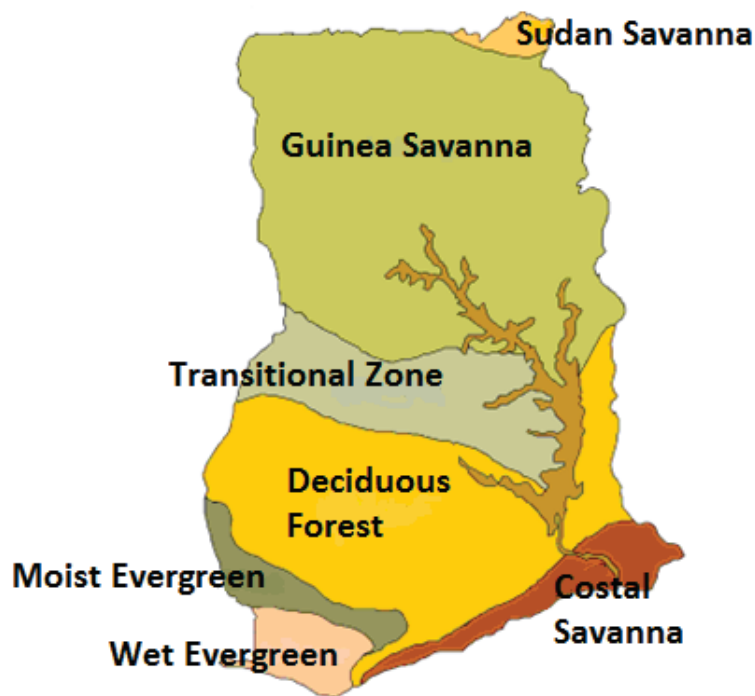 Sudan Savanna
Guinea Savanna
Transitional Zone
Deciduous
Forest
Moist Evergreen
Costal
Savanna
Wet Evergreen